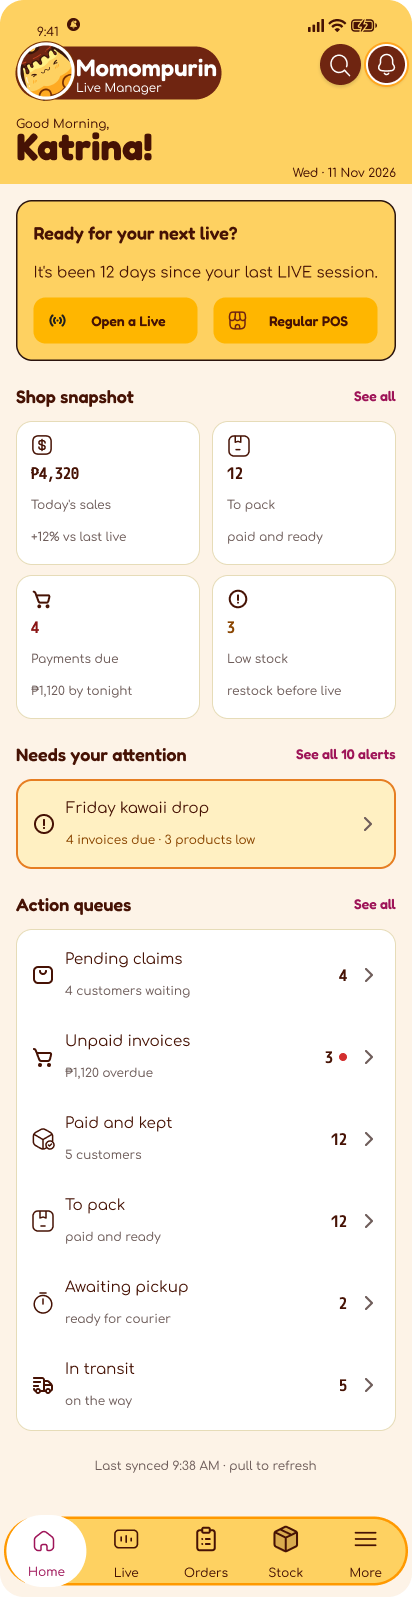 9:41
Momompurin
Live Manager
Good Morning,
Katrina!
Wed · 11 Nov 2026
Ready for your next live?
It's been 12 days since your last LIVE session.
Open a Live
Regular POS
Shop snapshot
See all
₱4,320
Today's sales
+12% vs last live
12
To pack
paid and ready
4
Payments due
₱1,120 by tonight
3
Low stock
restock before live
Needs your attention
See all 10 alerts
Friday kawaii drop
4 invoices due · 3 products low
Action queues
See all
Pending claims
4 customers waiting
4
Unpaid invoices
₱1,120 overdue
3
Paid and kept
5 customers
12
To pack
paid and ready
12
Awaiting pickup
ready for courier
2
In transit
on the way
5
Last synced 9:38 AM · pull to refresh
Home
Live
Orders
Stock
More